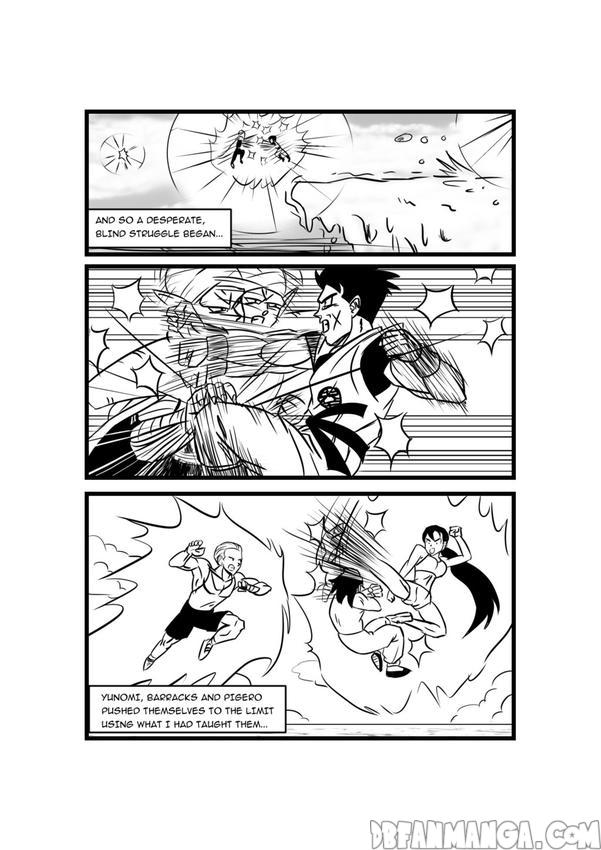 AND SO A DESPERATE,
BLIND STRUGGLE BEGAN...
YUNOMI, BARRACKS AND PIGERO
PUSHED THEMSELVES TO THE LIMIT
USING WHAT I HAD TAUGHT THEM...
DBFANMANGA.COM